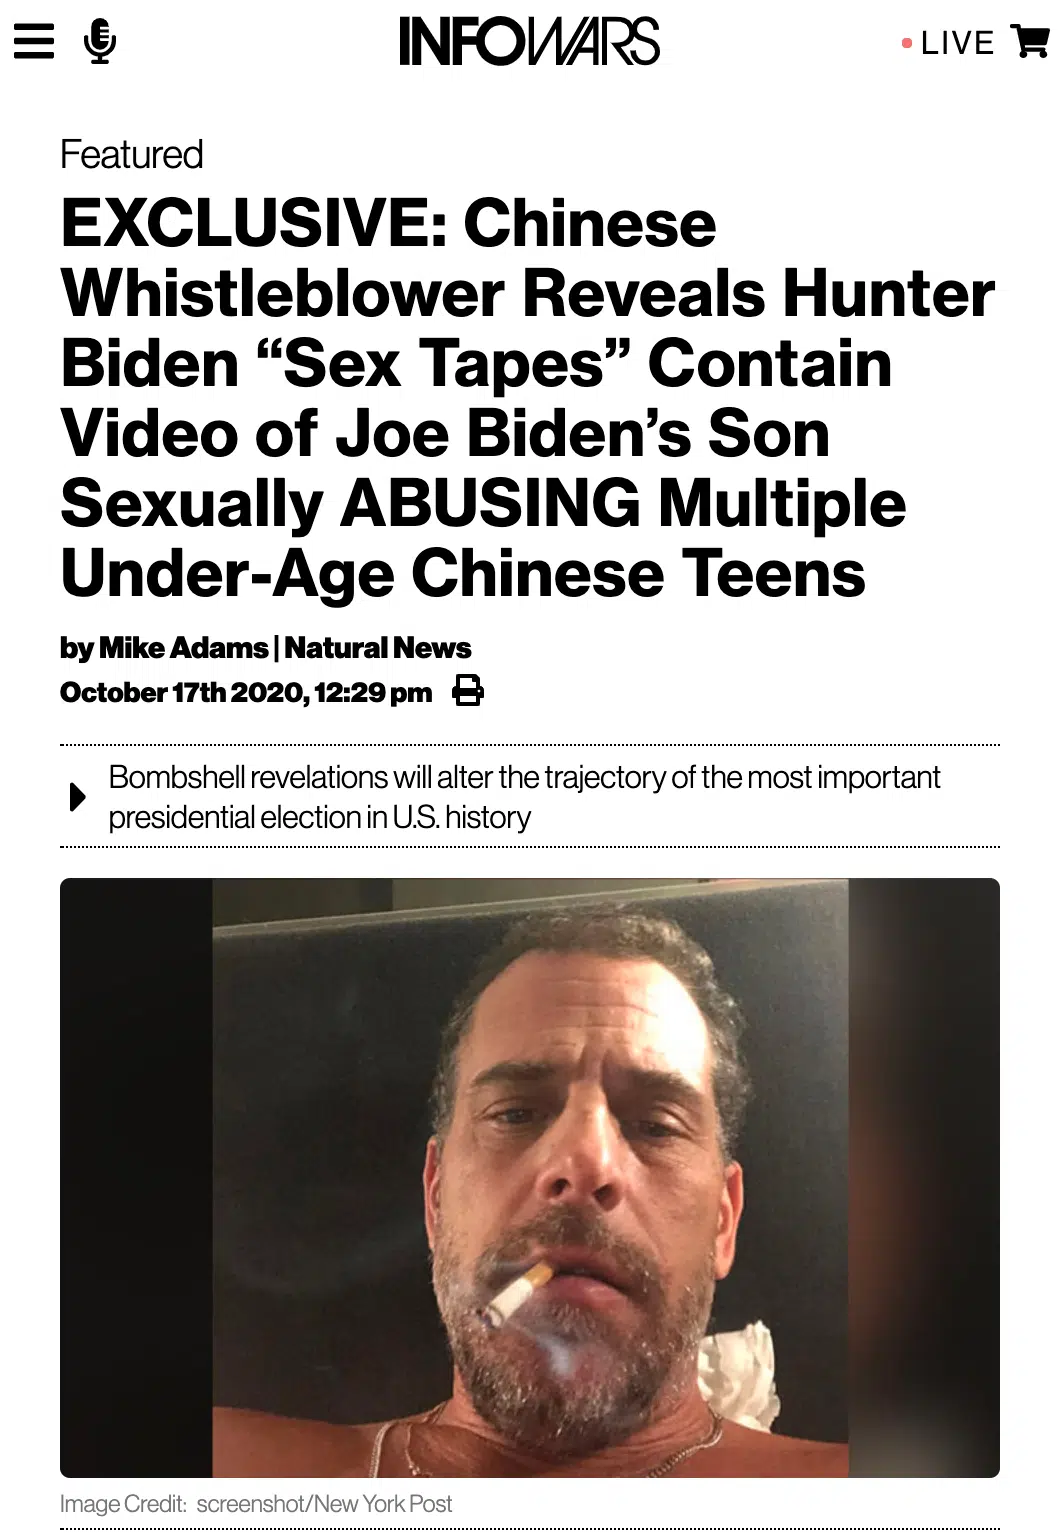 INFOWARS
LIVE
Featured
EXCLUSIVE: Chinese
Whistleblower Reveals Hunter
Biden “Sex Tapes” Contain
Video of Joe Biden’s Son
Sexually ABUSING Multiple
Under-Age Chinese Teens
by Mike Adams | Natural News
October 17th 2020, 12:29 pm
Bombshell revelations will alter the trajectory of the most important
presidential election in U.S. history
Image Credit: screenshot/New York Post